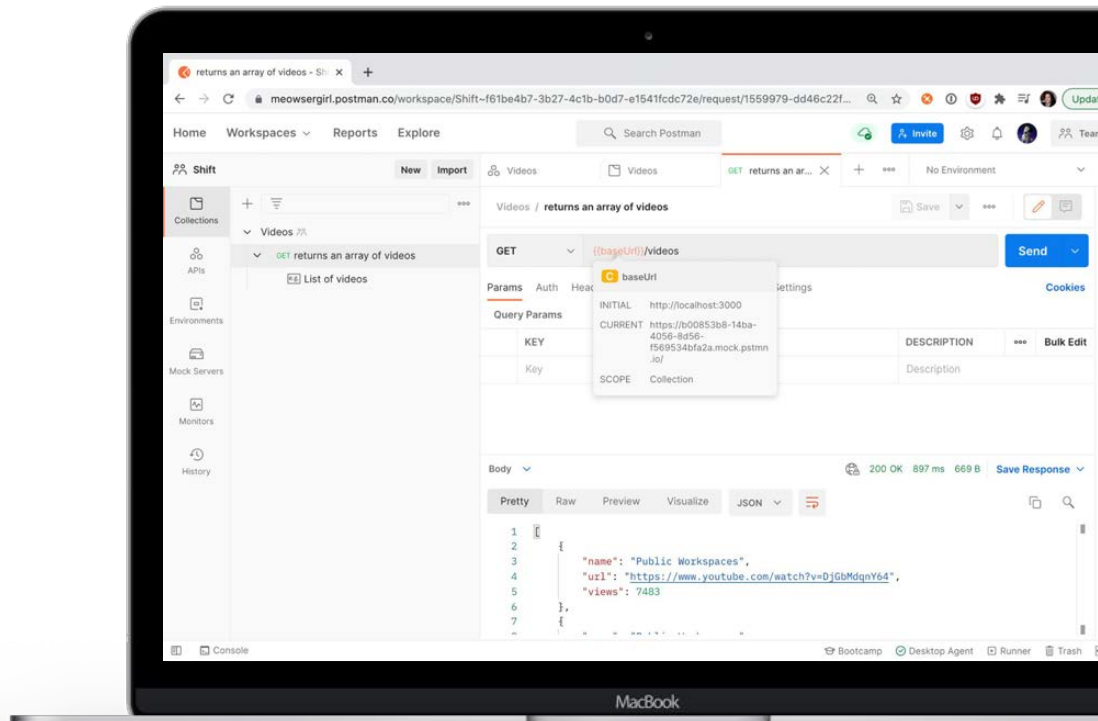 returns an array of videos - Sh
meowsergirl.postman.co/workspace/Shift~f61be4b7-3b27-4c1b-b0d7-e1541fcdc72e/request/1559979-dd46c22f...
Home Workspaces Reports Explore Search Postman Invite
Shift New Import Videos Videos GET returns an ar... No Environment
Collections
APIs
Environments
Mock Servers
Monitors
History
Videos
GET returns an array of videos
e.g. List of videos
Videos / returns an array of videos Save
GET {{baseUrl}}/videos Send
C baseUrl
INITIAL http://localhost:3000
CURRENT https://b00853b8-14ba-
4056-8d56-
f569534bfa2a.mock.pstmn
.io/
SCOPE Collection
Params Auth Cookies
Query Params
KEY DESCRIPTION Bulk Edit
Key Description
Body 200 OK 897 ms 669 B Save Response
Pretty Raw Preview Visualize JSON
1 [
2 {
3 "name": "Public Workspaces",
4 "url": "https://www.youtube.com/watch?v=DjGbMdqnY64",
5 "views": 7483
6 },
7 {
Console Bootcamp Desktop Agent Runner Trash
MacBook